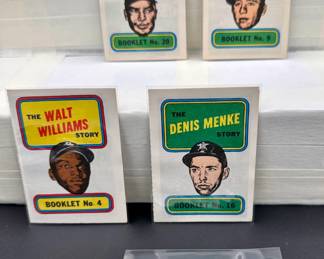 BOOKLET No. 20
BOOKLET No. 9
THE
WALT
WILLIAMS
STORY
BOOKLET No. 4
THE
DENIS MENKE
STORY
BOOKLET No. 16